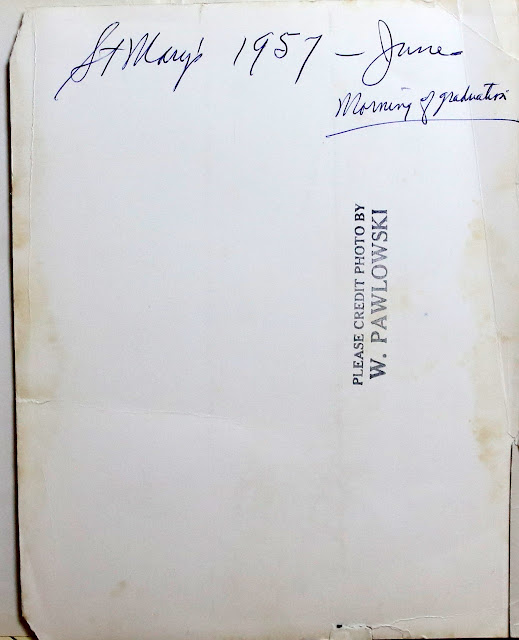 St Mary's 1957 – June
Morning of graduation
PLEASE CREDIT PHOTO BY
W. PAWLOWSKI